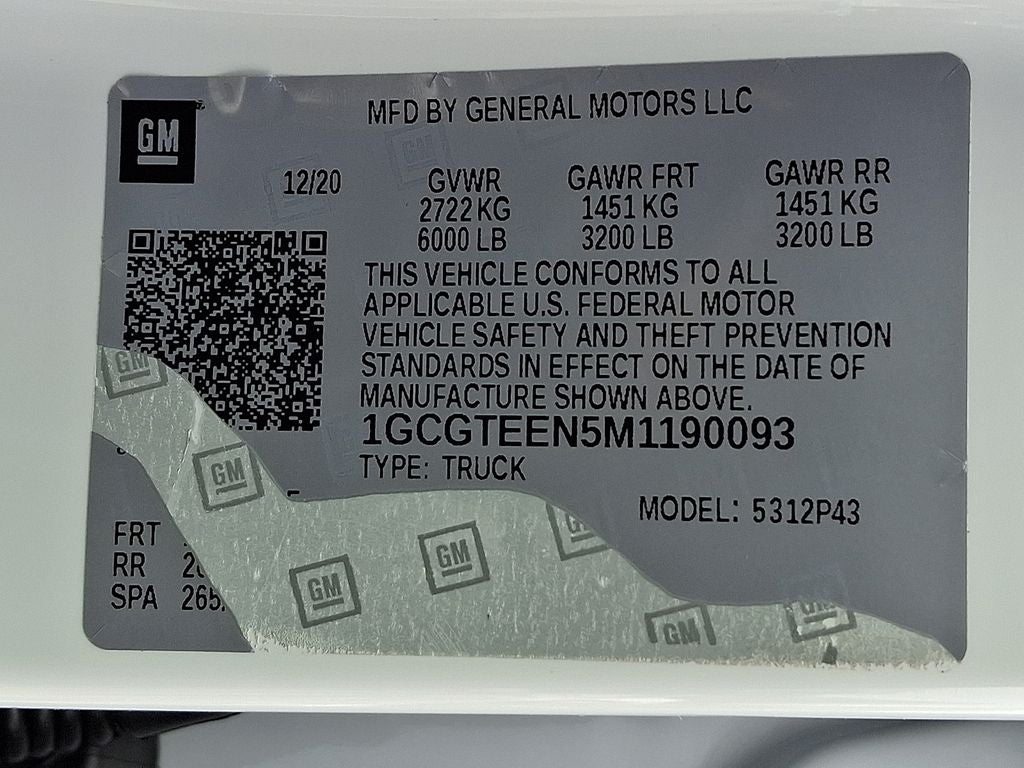 GM
MFD BY GENERAL MOTORS LLC
12/20
GVWR GAWR FRT GAWR RR
2722 KG 1451 KG 1451 KG
6000 LB 3200 LB 3200 LB
THIS VEHICLE CONFORMS TO ALL
APPLICABLE U.S. FEDERAL MOTOR
VEHICLE SAFETY AND THEFT PREVENTION
STANDARDS IN EFFECT ON THE DATE OF
MANUFACTURE SHOWN ABOVE.
1GCGTEEN5M1190093
TYPE: TRUCK
MODEL: 5312P43
FRT
RR
SPA 265
GM
GM
GM
GM
GM
GM
GM